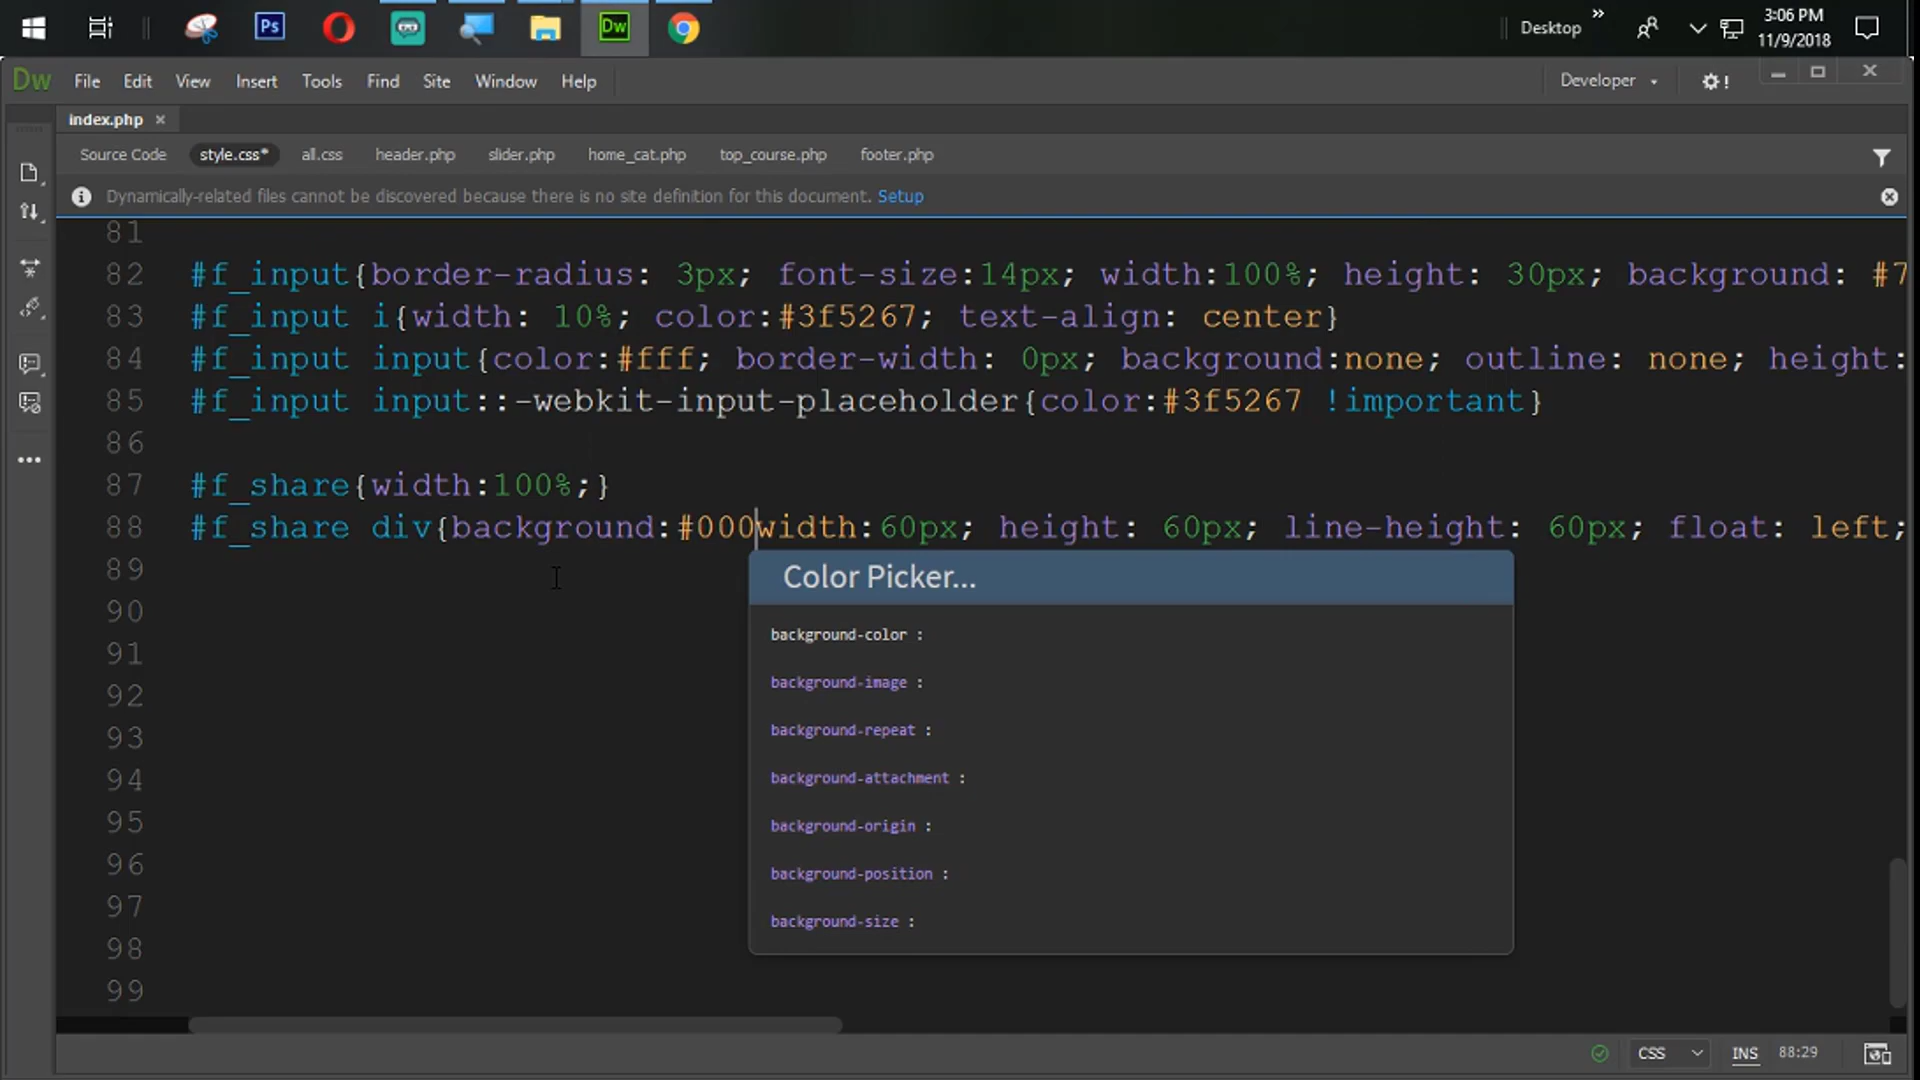 Ps
Dw
Desktop
»
3:06 PM
11/9/2018
Dw File Edit View Insert Tools Find Site Window Help
Developer
!
index.php ×
Source Code style.css* all.css header.php slider.php home_cat.php top_course.php footer.php
Dynamically-related files cannot be discovered because there is no site definition for this document. Setup
81
82 #f_input{border-radius: 3px; font-size:14px; width:100%; height: 30px; background: #7
83 #f_input i{width: 10%; color:#3f5267; text-align: center}
84 #f_input input{color:#fff; border-width: 0px; background:none; outline: none; height:
85 #f_input input::-webkit-input-placeholder{color:#3f5267 !important}
86
87 #f_share{width:100%;}
88 #f_share div{background:#000width:60px; height: 60px; line-height: 60px; float: left;
89
Color Picker...
90
background-color :
91
background-image :
92
background-repeat :
93
background-attachment :
94
background-origin :
95
background-position :
96
background-size :
97
98
99
CSS INS 88:29